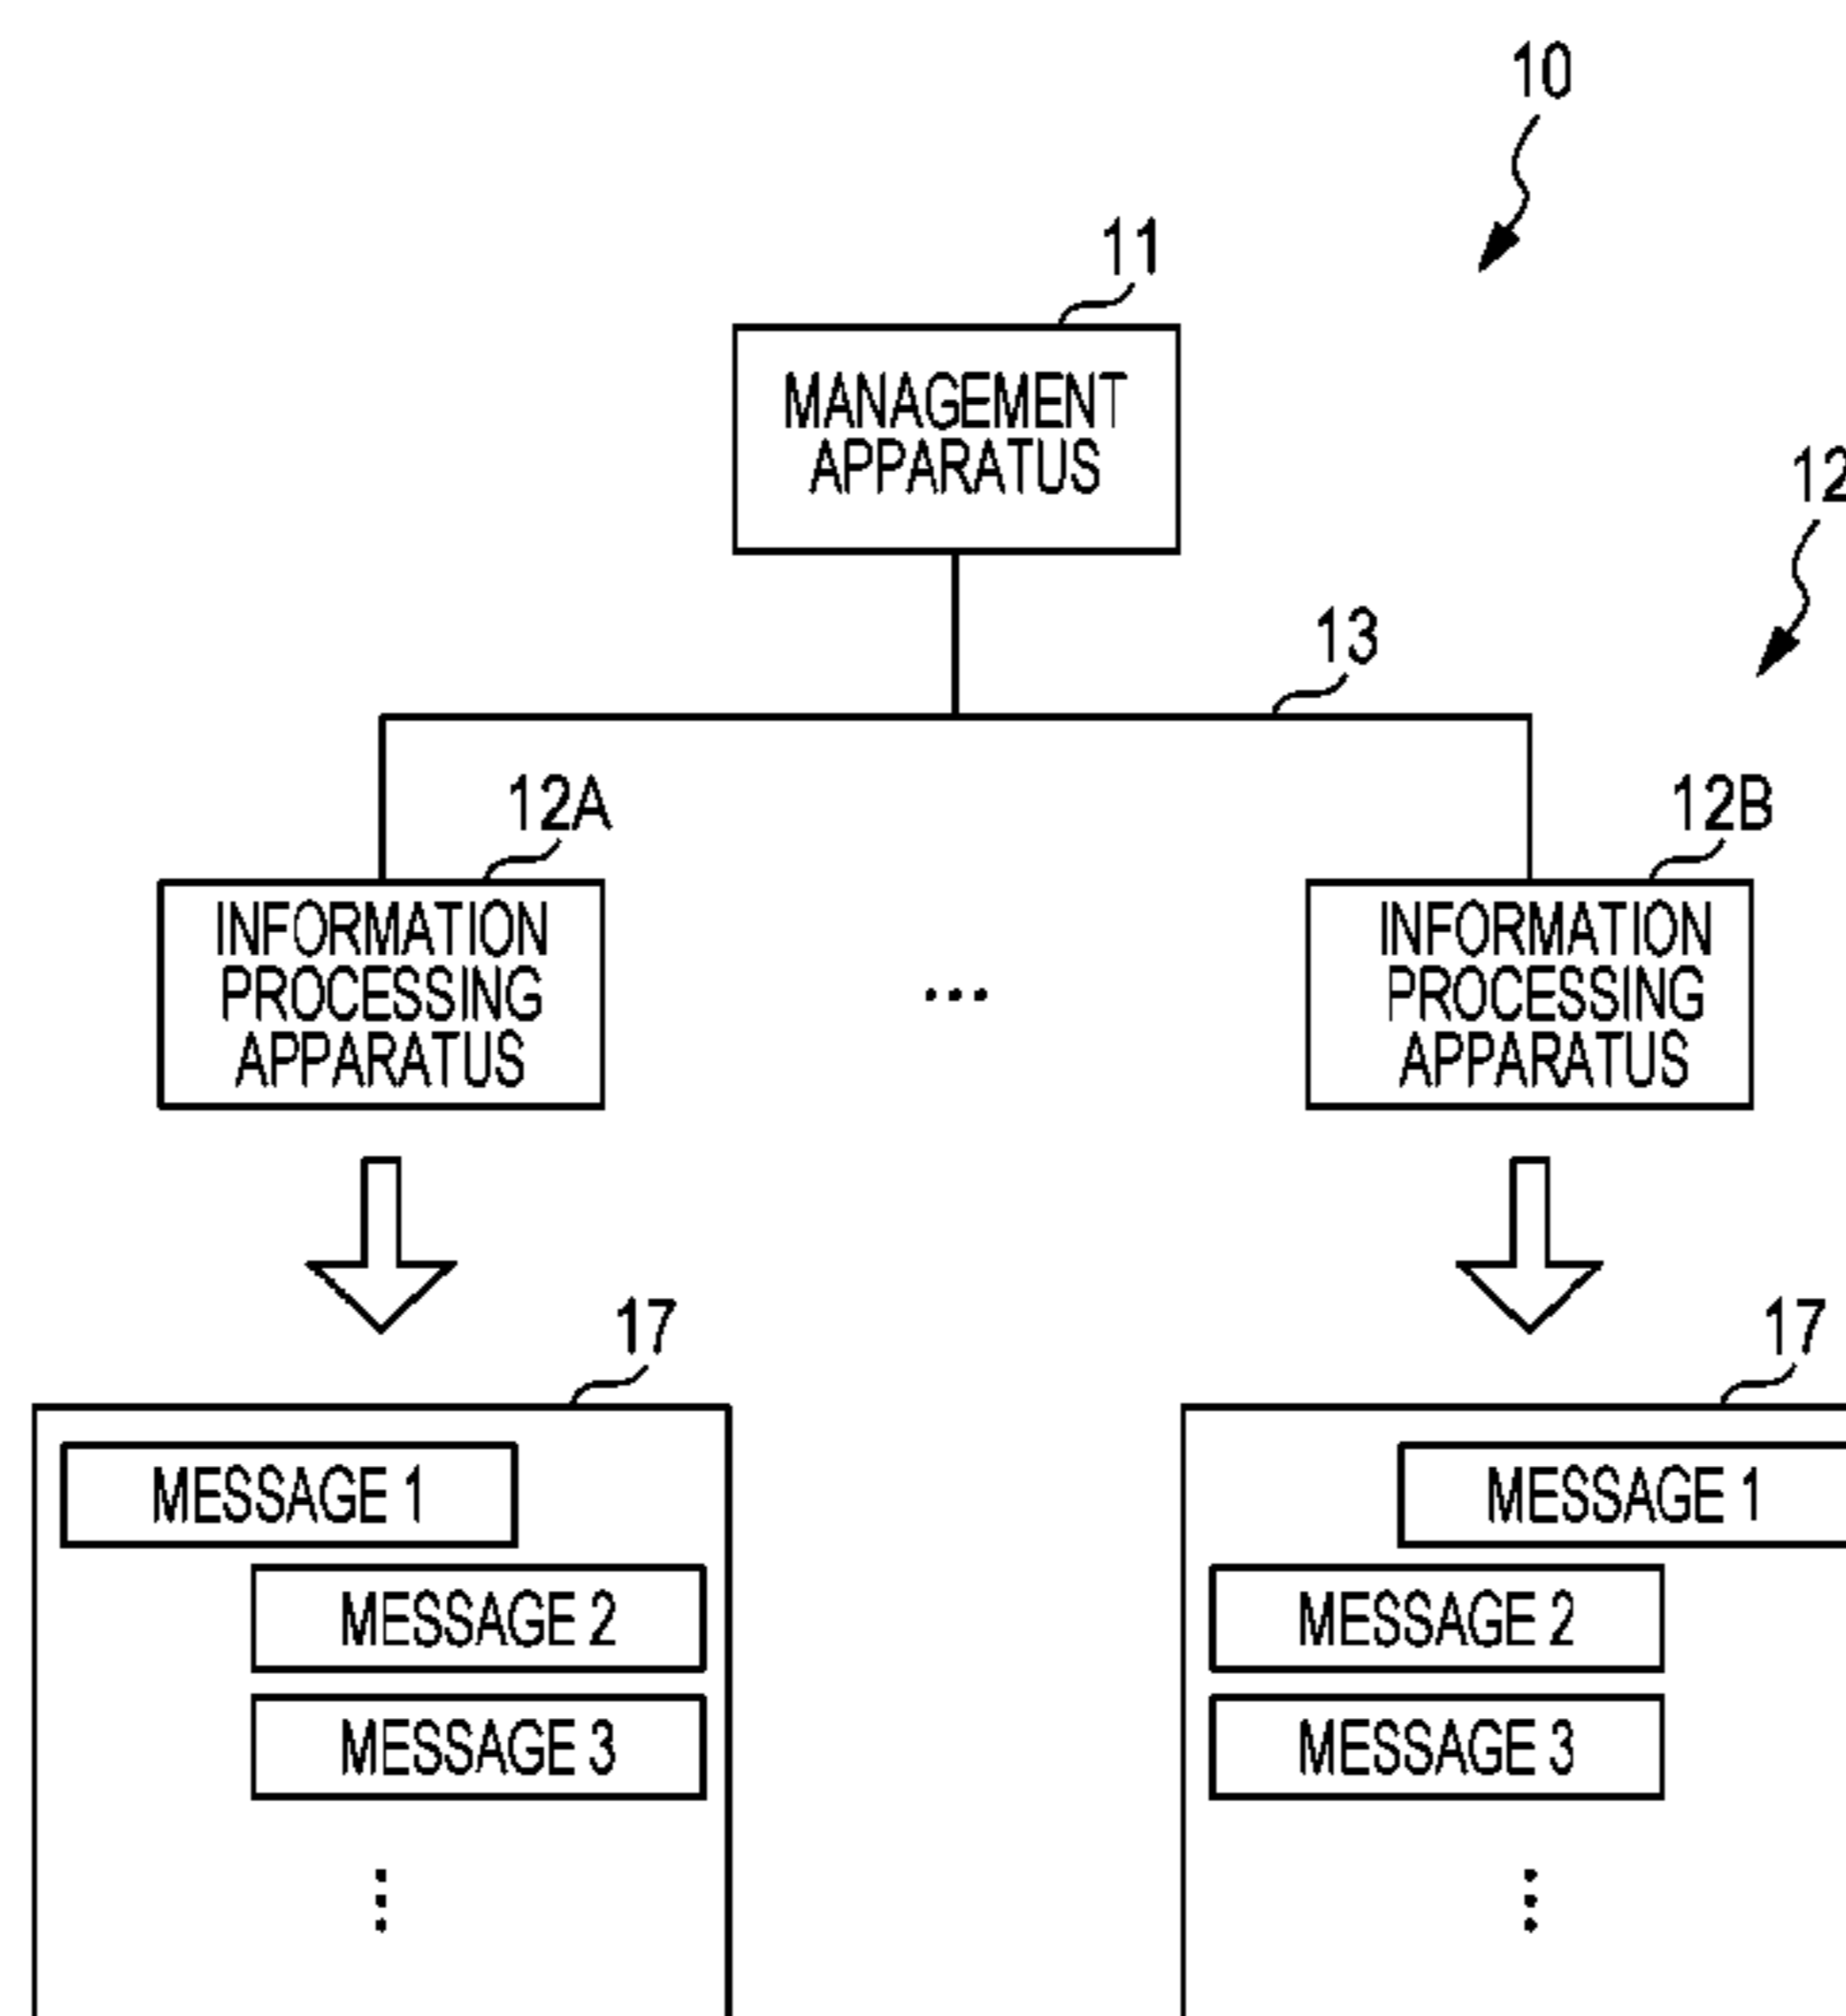 10
11
MANAGEMENT
APPARATUS
12
13
12A
12B
INFORMATION
PROCESSING
APPARATUS
...
INFORMATION
PROCESSING
APPARATUS
17
17
MESSAGE 1
MESSAGE 2
MESSAGE 3
MESSAGE 1
MESSAGE 2
MESSAGE 3